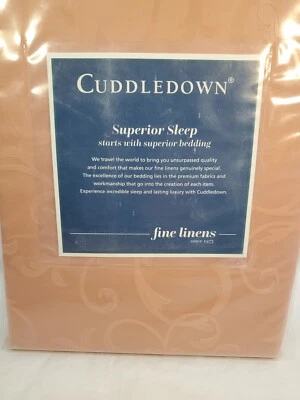 CUDDLEDOWN®
Superior Sleep
starts with superior bedding
We travel the world to bring you unsurpassed quality
and comfort that makes our fine linens genuinely special.
The excellence of our bedding lies in the premium fabrics and
workmanship that go into the creation of each item.
Experience incredible sleep and lasting luxury with Cuddledown.
fine linens
since 1973